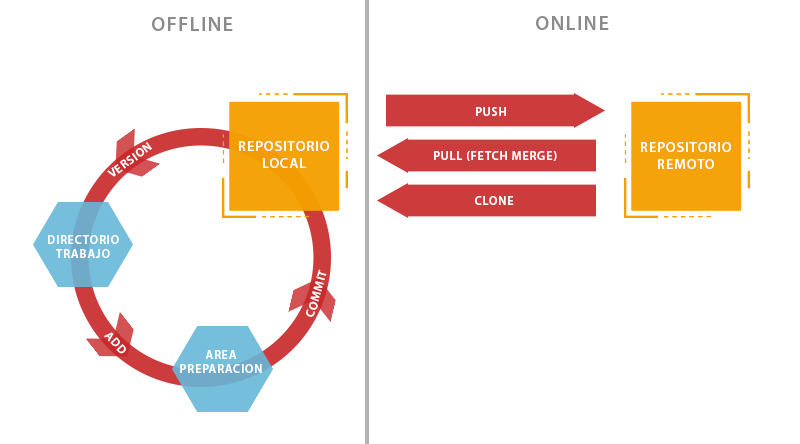 OFFLINE
ONLINE
REPOSITORIO
LOCAL
VERSION
DIRECTORIO
TRABAJO
ADD
AREA
PREPARACION
COMMIT
PUSH
PULL (FETCH MERGE)
CLONE
REPOSITORIO
REMOTO